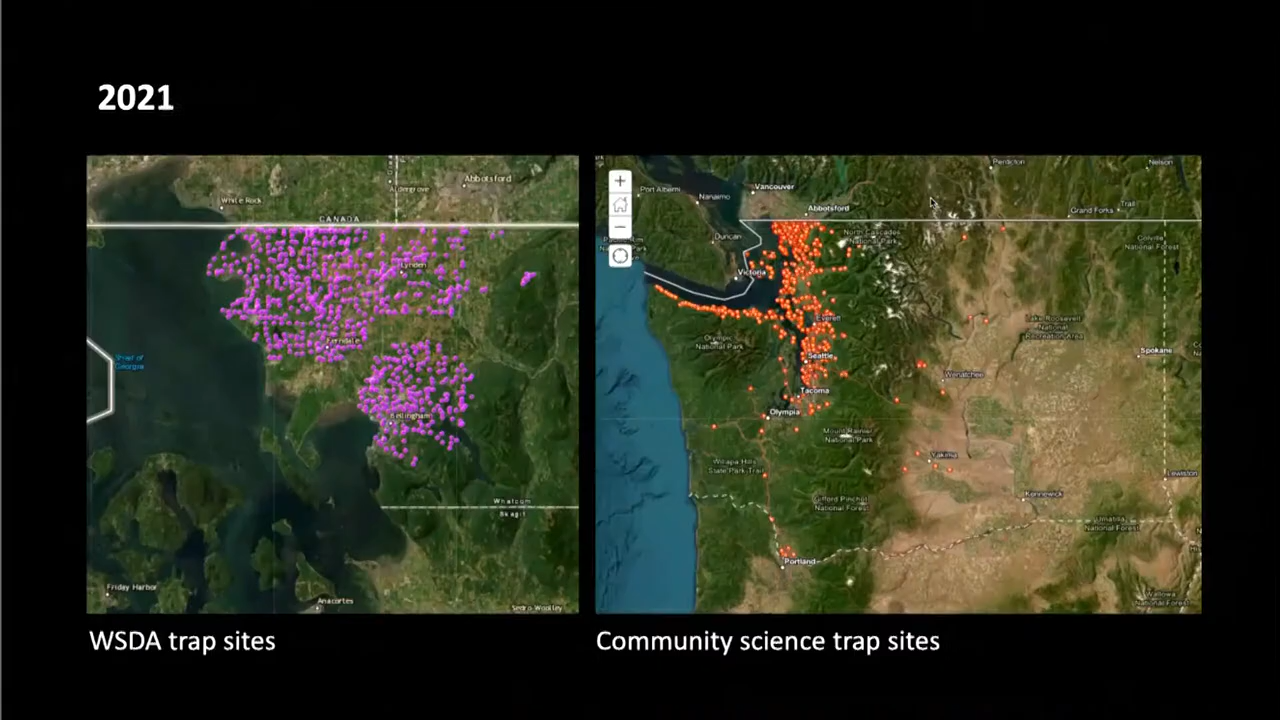 2021
Aldergrove
Abbotsford
White Rock
CANADA
Lynden
Ferndale
Strait of
Georgia
Bellingham
Whatcom
Skagit
Friday Harbor
Anacortes
Sedro-Woolley
WSDA trap sites
+
−
Penticton
Nelson
Port Alberni
Nanaimo
Vancouver
Abbotsford
Grand Forks
Trail
Duncan
North Cascades
National Park
Colville
National Forest
Victoria
Everett
Olympic
National Park
Lake Roosevelt
National
Recreation Area
Seattle
Spokane
Wenatchee
Tacoma
Olympia
Mount Rainier
National Park
Willapa Hills
State Park Trail
Yakima
Lewiston
Kennewick
Gifford Pinchot
National Forest
Umatilla
National Forest
Portland
Wallowa
National Forest
Community science trap sites